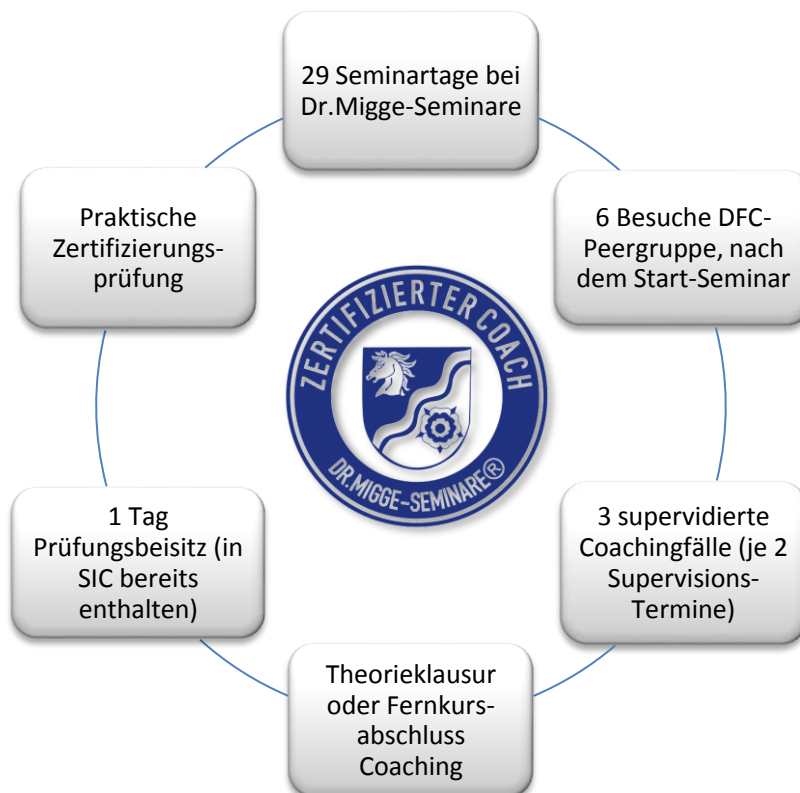 29 Seminartage bei
Dr.Migge-Seminare
6 Besuche DFC-
Peergruppe, nach
dem Start-Seminar
3 supervidierte
Coachingfälle (je 2
Supervisions-
Termine)
Theorieklausur
oder Fernkurs-
abschluss
Coaching
1 Tag
Prüfungsbeisitz (in
SIC bereits
enthalten)
Praktische
Zertifizierungs-
prüfung
ZERTIFIZIERTER COACH
DR.MIGGE-SEMINARE®